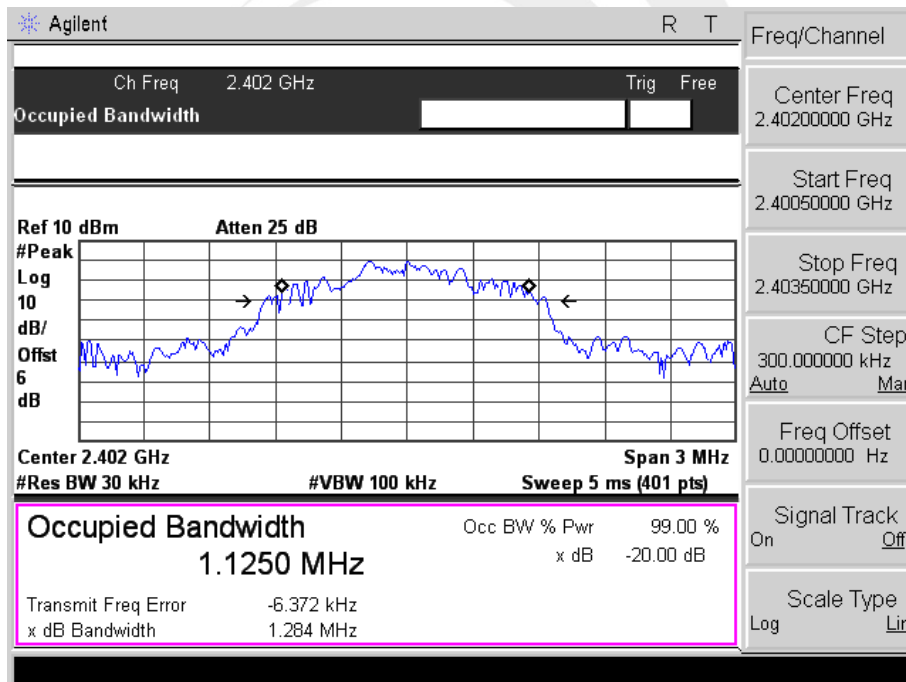 Agilent R T
Ch Freq 2.402 GHz Trig Free
Occupied Bandwidth
Ref 10 dBm Atten 25 dB
#Peak
Log
10
dB/
Offst
6
dB
Center 2.402 GHz Span 3 MHz
#Res BW 30 kHz #VBW 100 kHz Sweep 5 ms (401 pts)
Occupied Bandwidth Occ BW % Pwr 99.00 %
1.1250 MHz x dB -20.00 dB
Transmit Freq Error -6.372 kHz
x dB Bandwidth 1.284 MHz
Freq/Channel
Center Freq
2.40200000 GHz
Start Freq
2.40050000 GHz
Stop Freq
2.40350000 GHz
CF Step
300.000000 kHz
Auto Mar
Freq Offset
0.00000000 Hz
Signal Track
On Off
Scale Type
Log Lin